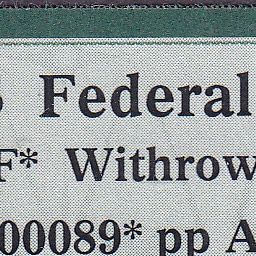 Federal
F* Withrow
00089* pp A